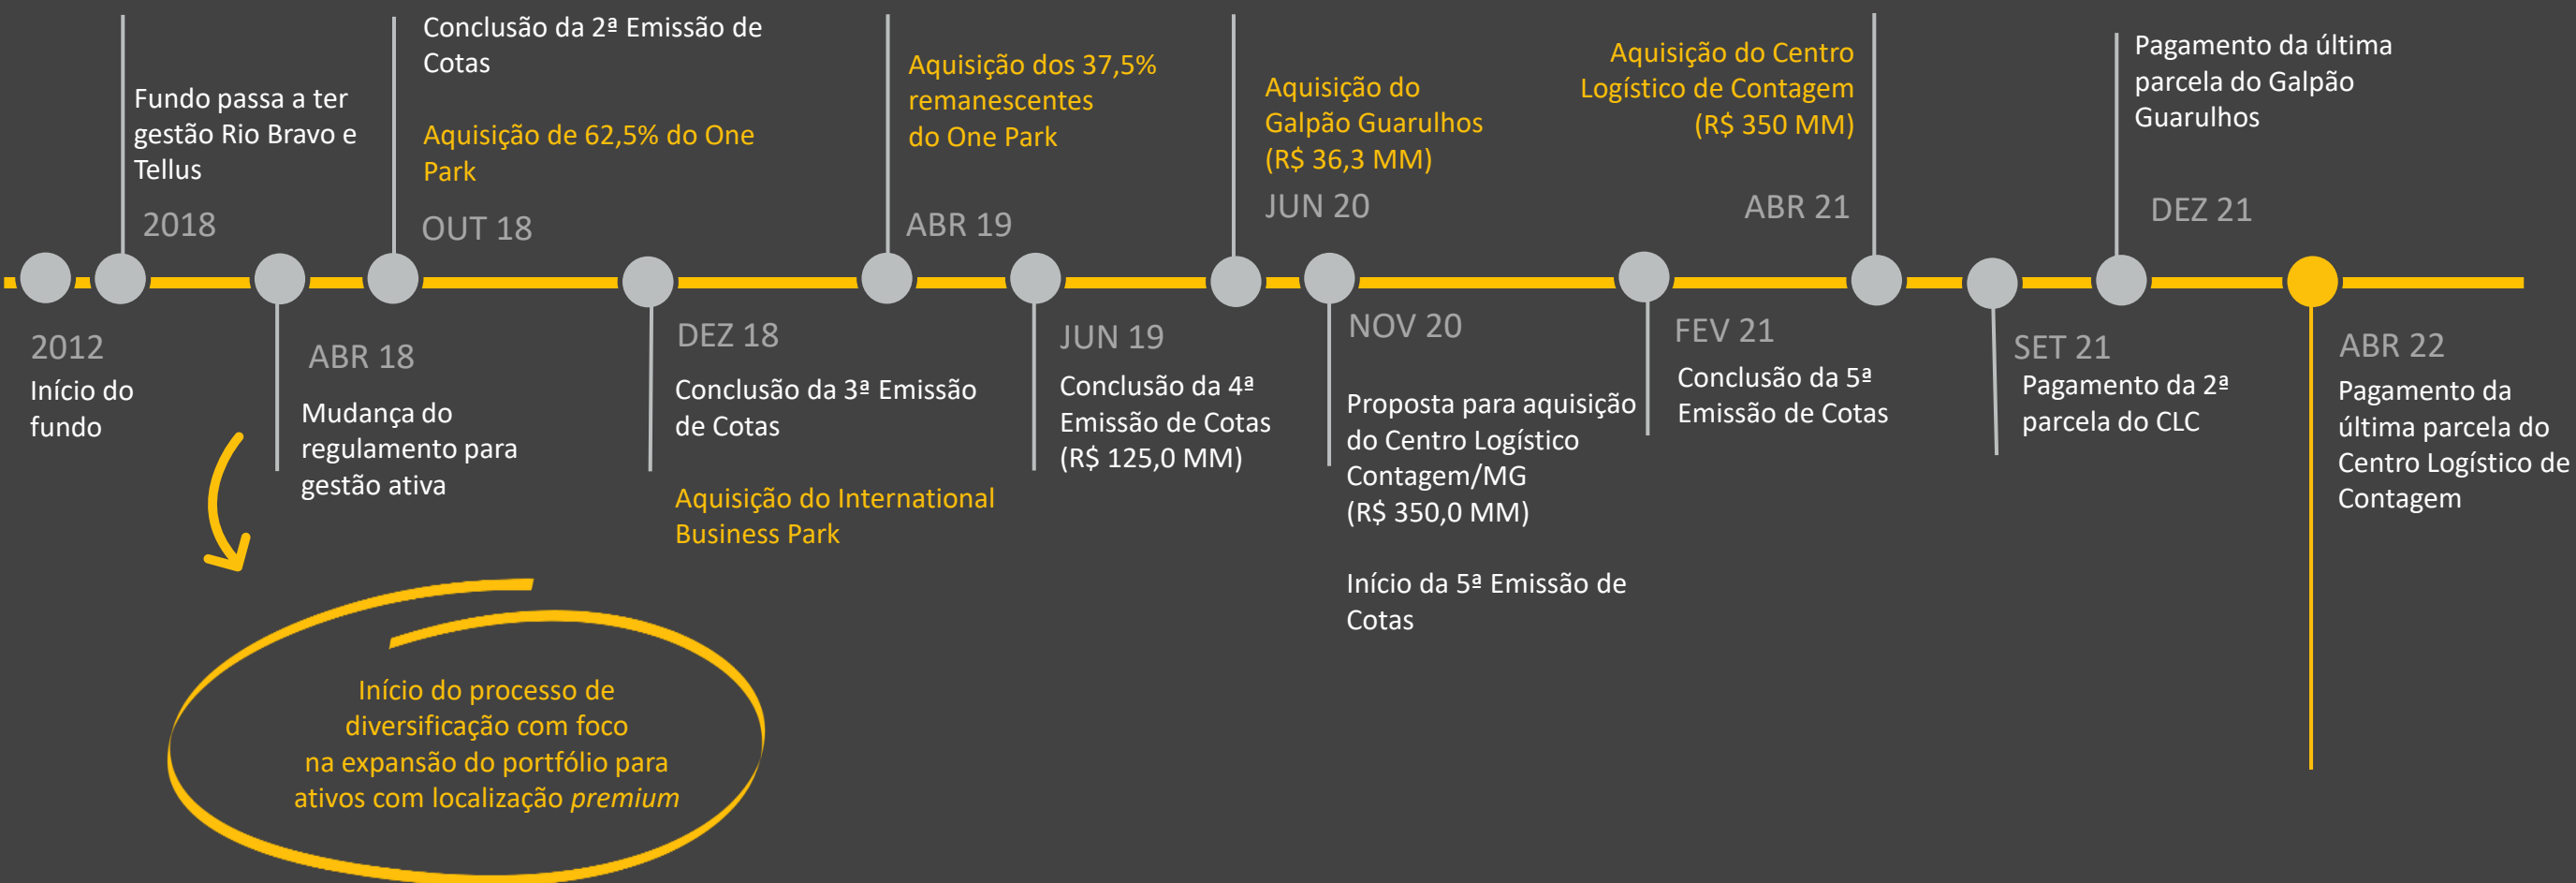 2012
Início do
fundo
Fundo passa a ter
gestão Rio Bravo e
Tellus
2018
ABR 18
Mudança do
regulamento para
gestão ativa
Início do processo de
diversificação com foco
na expansão do portfólio para
ativos com localização premium
Conclusão da 2ª Emissão de
Cotas
Aquisição de 62,5% do One
Park
OUT 18
DEZ 18
Conclusão da 3ª Emissão
de Cotas
Aquisição do International
Business Park
Aquisição dos 37,5%
remanescentes
do One Park
ABR 19
JUN 19
Conclusão da 4ª
Emissão de Cotas
(R$ 125,0 MM)
Aquisição do
Galpão Guarulhos
(R$ 36,3 MM)
JUN 20
NOV 20
Proposta para aquisição
do Centro Logístico
Contagem/MG
(R$ 350,0 MM)
Início da 5ª Emissão de
Cotas
FEV 21
Conclusão da 5ª
Emissão de Cotas
Aquisição do Centro
Logístico de Contagem
(R$ 350 MM)
ABR 21
SET 21
Pagamento da 2ª
parcela do CLC
Pagamento da última
parcela do Galpão
Guarulhos
DEZ 21
ABR 22
Pagamento da
última parcela do
Centro Logístico de
Contagem